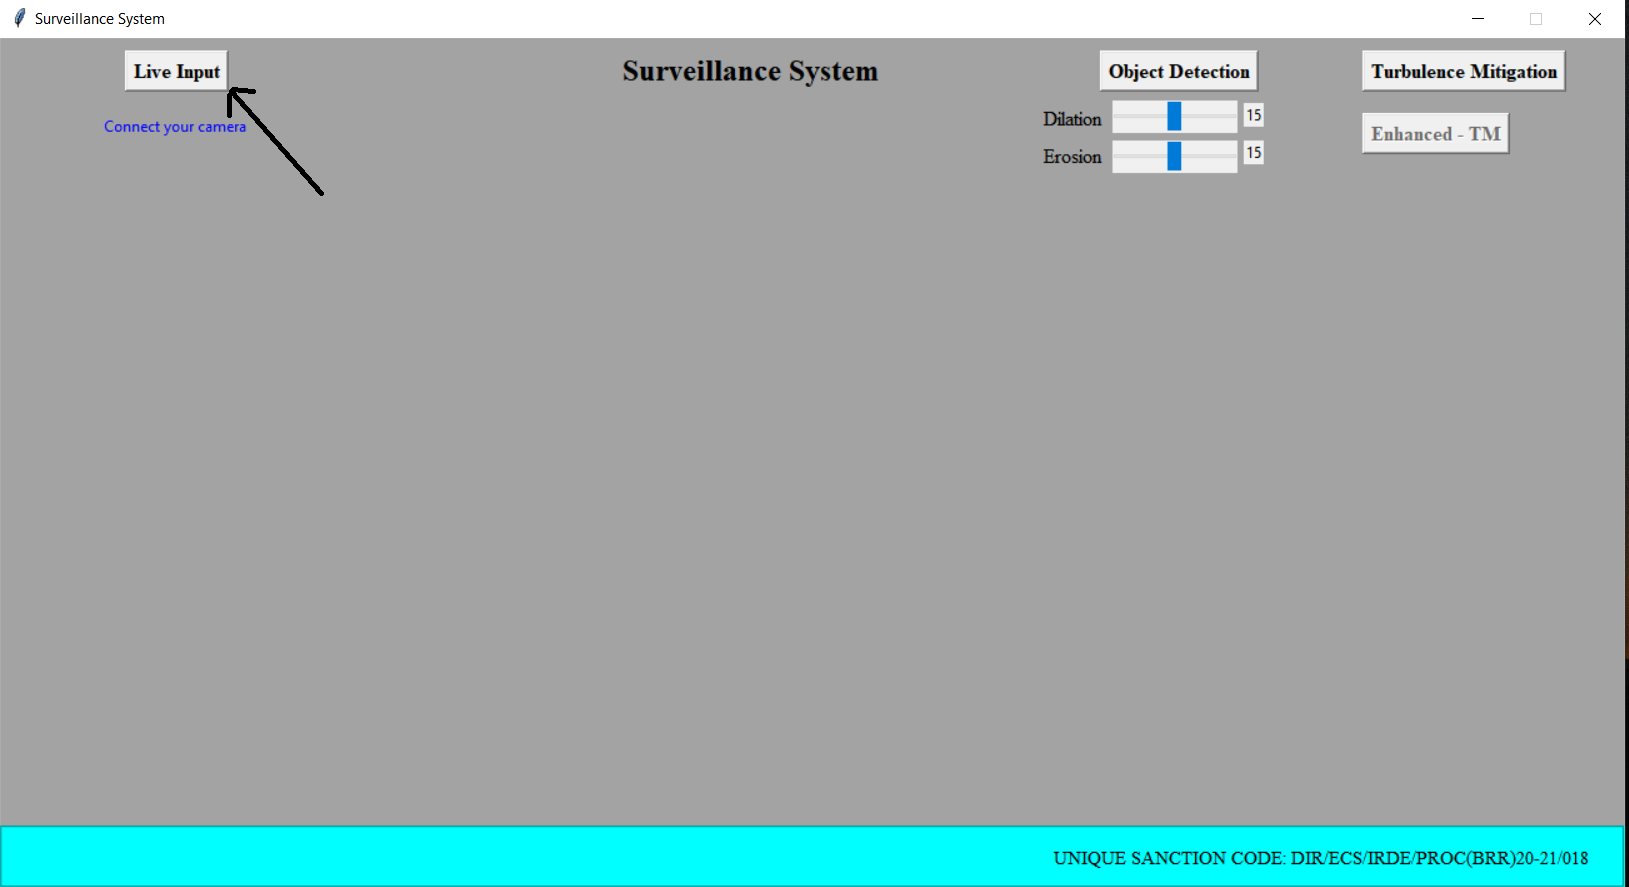 Surveillance System
Live Input
Surveillance System
Object Detection
Turbulence Mitigation
Connect your camera
Dilation 15
Enhanced - TM
Erosion 15
UNIQUE SANCTION CODE: DIR/ECS/IRDE/PROC(BRR)20-21/018